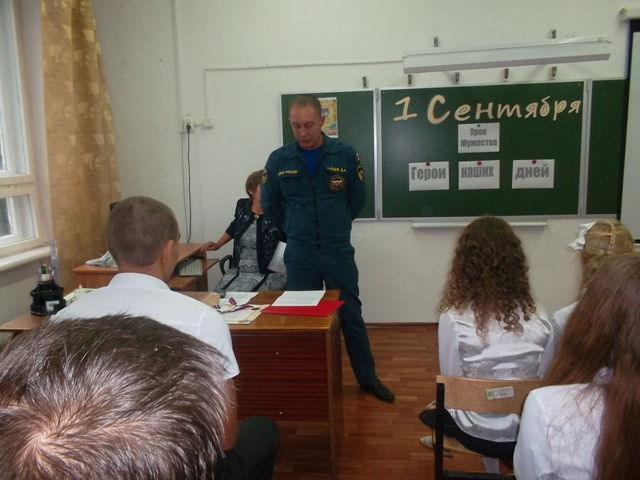 1 Сентября
Урок
Мужества
Герои наших дней